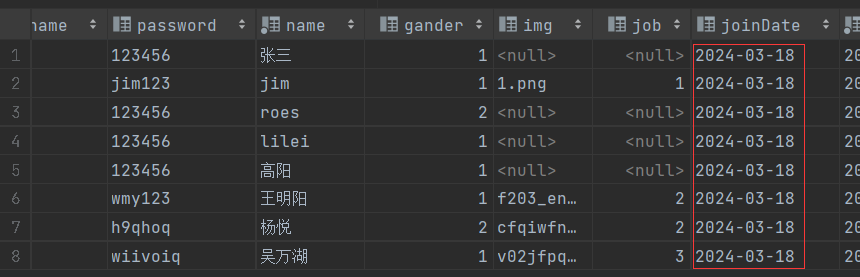 name password name gander img job joinDate
1 123456 张三 1 <null> <null> 2024-03-18 20
2 jim123 jim 1 1.png 1 2024-03-18 20
3 123456 roes 2 <null> <null> 2024-03-18 20
4 123456 lilei 1 <null> <null> 2024-03-18 20
5 123456 高阳 1 <null> <null> 2024-03-18 20
6 wmy123 王明阳 1 f203_en… 2 2024-03-18 20
7 h9qhoq 杨悦 2 cfqiwfn… 2 2024-03-18 20
8 wiivoiq 吴万湖 1 v02jfpq… 3 2024-03-18 20